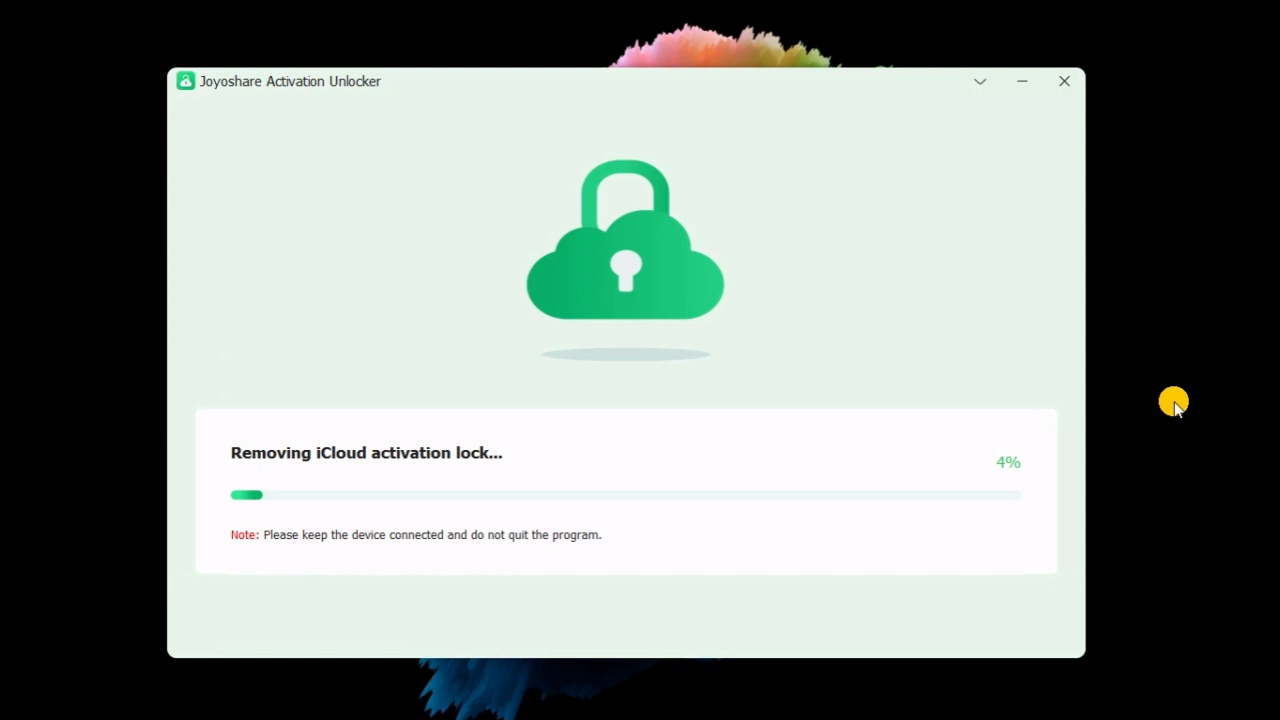 Joyoshare Activation Unlocker
Removing iCloud activation lock...
4%
Note: Please keep the device connected and do not quit the program.